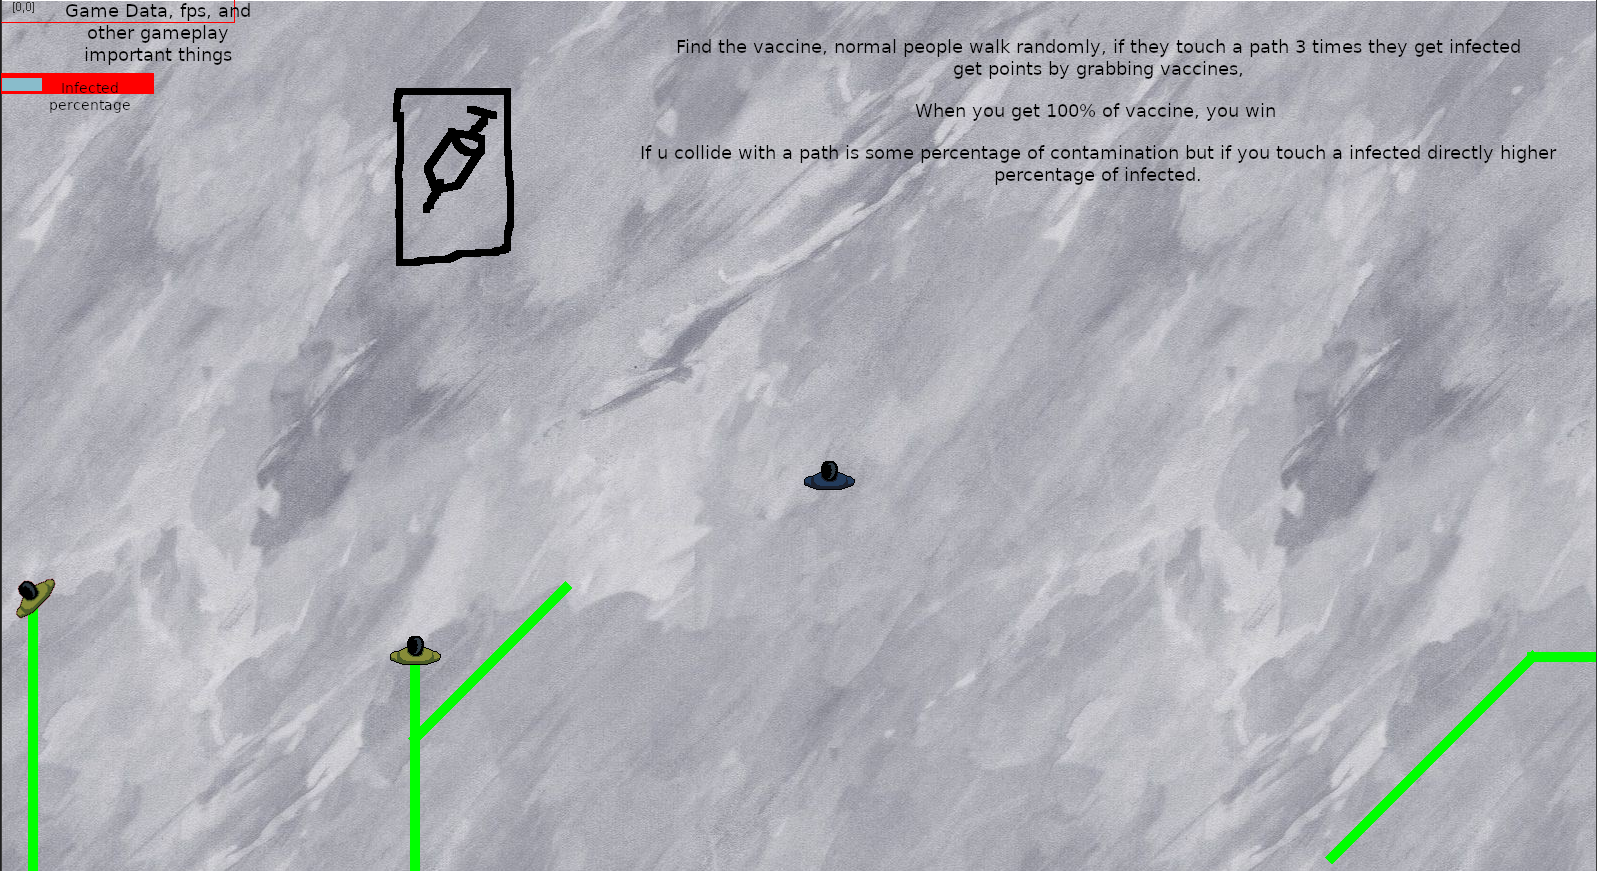 [0,0]
Game Data, fps, and
other gameplay
important things
Infected
percentage
Find the vaccine, normal people walk randomly, if they touch a path 3 times they get infected
get points by grabbing vaccines,
When you get 100% of vaccine, you win
If u collide with a path is some percentage of contamination but if you touch a infected directly higher
percentage of infected.